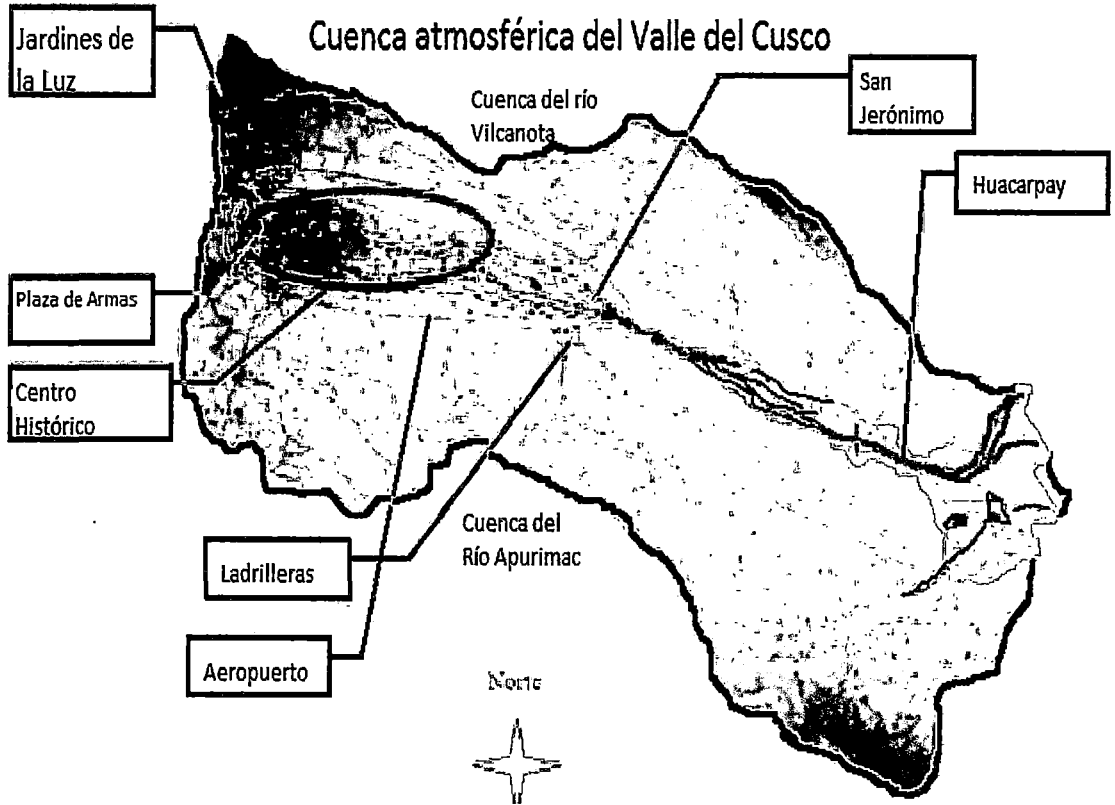 Cuenca atmosférica del Valle del Cusco
Jardines de
la Luz
Cuenca del río
Vilcanota
San
Jerónimo
Huacarpay
Plaza de Armas
Centro
Histórico
Cuenca del
Río Apurimac
Ladrilleras
Aeropuerto
Norte